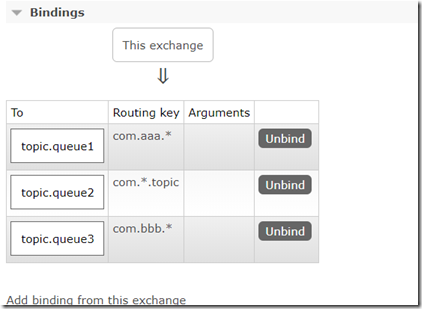 Bindings
This exchange
⇓
To Routing key Arguments
topic.queue1 com.aaa.* Unbind
topic.queue2 com.*.topic Unbind
topic.queue3 com.bbb.* Unbind
Add binding from this exchange